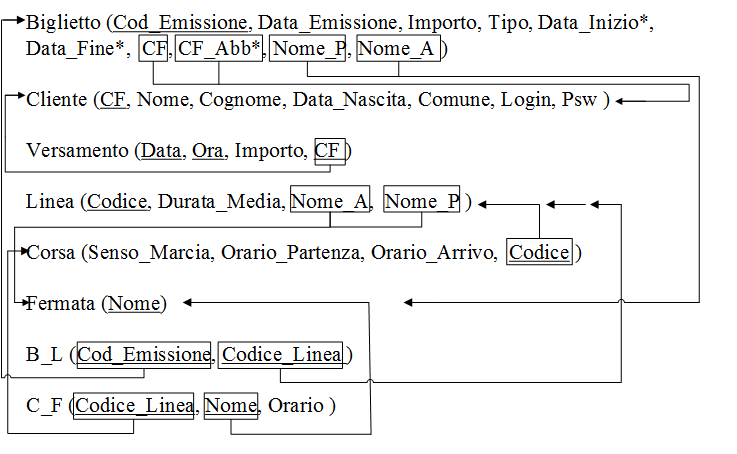 Biglietto (Cod_Emissione, Data_Emissione, Importo, Tipo, Data_Inizio*,
Data_Fine*, CF, CF_Abb*, Nome_P, Nome_A )
Cliente (CF, Nome, Cognome, Data_Nascita, Comune, Login, Psw )
Versamento (Data, Ora, Importo, CF )
Linea (Codice, Durata_Media, Nome_A, Nome_P )
Corsa (Senso_Marcia, Orario_Partenza, Orario_Arrivo, Codice )
Fermata (Nome)
B_L (Cod_Emissione, Codice_Linea )
C_F (Codice_Linea, Nome, Orario )